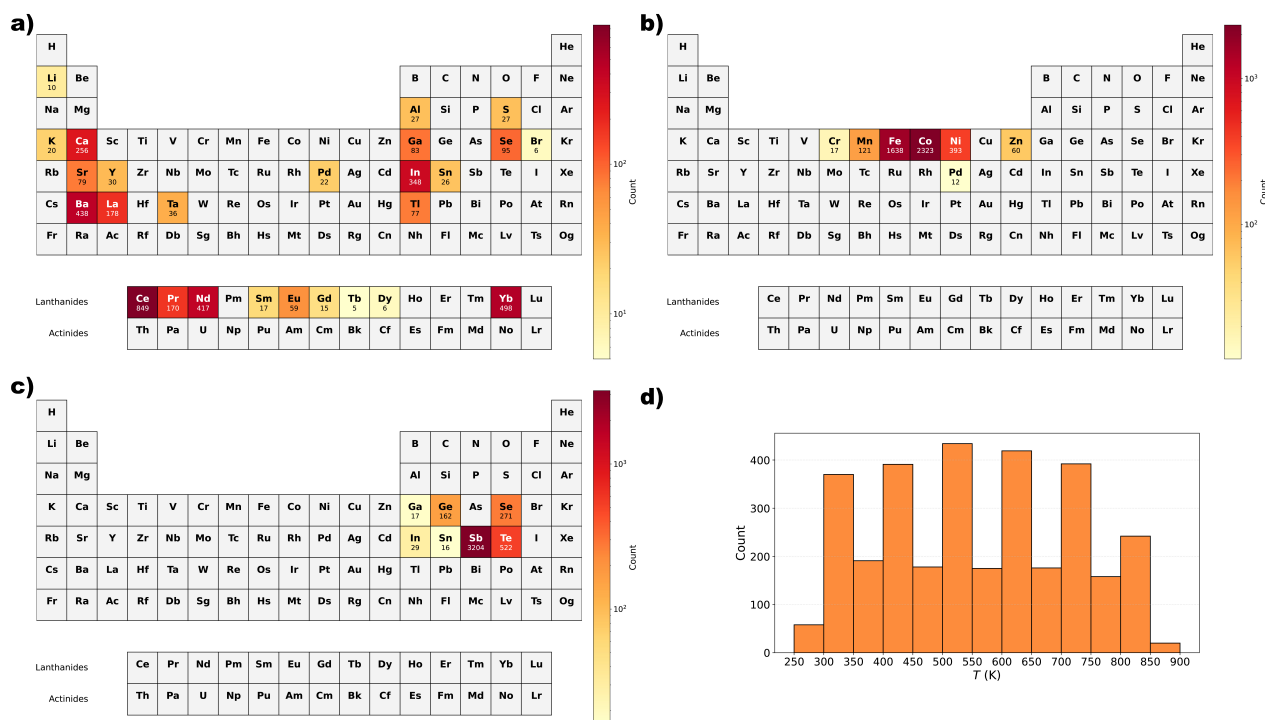 a)
H He
Li 10 Be B C N O F Ne
Na Mg Al 27 Si P S 27 Cl Ar
K 20 Ca 256 Sc Ti V Cr Mn Fe Co Ni Cu Zn Ga 83 Ge As Se 95 Br 6 Kr
Rb Sr 79 Y 30 Zr Nb Mo Tc Ru Rh Pd 22 Ag Cd In 348 Sn 26 Sb Te I Xe
Cs Ba 438 La 178 Hf Ta 36 W Re Os Ir Pt Au Hg Tl 77 Pb Bi Po At Rn
Fr Ra Ac Rf Db Sg Bh Hs Mt Ds Rg Cn Nh Fl Mc Lv Ts Og
Lanthanides Ce 849 Pr 170 Nd 417 Pm Sm 17 Eu 59 Gd 15 Tb 5 Dy 6 Ho Er Tm Yb 498 Lu
Actinides Th Pa U Np Pu Am Cm Bk Cf Es Fm Md No Lr
10²
10¹
Count
b)
H He
Li Be B C N O F Ne
Na Mg Al Si P S Cl Ar
K Ca Sc Ti V Cr 17 Mn 121 Fe 1638 Co 2323 Ni 393 Cu Zn 60 Ga Ge As Se Br Kr
Rb Sr Y Zr Nb Mo Tc Ru Rh Pd 12 Ag Cd In Sn Sb Te I Xe
Cs Ba La Hf Ta W Re Os Ir Pt Au Hg Tl Pb Bi Po At Rn
Fr Ra Ac Rf Db Sg Bh Hs Mt Ds Rg Cn Nh Fl Mc Lv Ts Og
Lanthanides Ce Pr Nd Pm Sm Eu Gd Tb Dy Ho Er Tm Yb Lu
Actinides Th Pa U Np Pu Am Cm Bk Cf Es Fm Md No Lr
10³
10²
Count
c)
H He
Li Be B C N O F Ne
Na Mg Al Si P S Cl Ar
K Ca Sc Ti V Cr Mn Fe Co Ni Cu Zn Ga 17 Ge 162 As Se 271 Br Kr
Rb Sr Y Zr Nb Mo Tc Ru Rh Pd Ag Cd In 29 Sn 16 Sb 3204 Te 522 I Xe
Cs Ba La Hf Ta W Re Os Ir Pt Au Hg Tl Pb Bi Po At Rn
Fr Ra Ac Rf Db Sg Bh Hs Mt Ds Rg Cn Nh Fl Mc Lv Ts Og
Lanthanides Ce Pr Nd Pm Sm Eu Gd Tb Dy Ho Er Tm Yb Lu
Actinides Th Pa U Np Pu Am Cm Bk Cf Es Fm Md No Lr
10³
10²
Count
d)
400
300
200
100
0
Count
250 300 350 400 450 500 550 600 650 700 750 800 850 900
T (K)